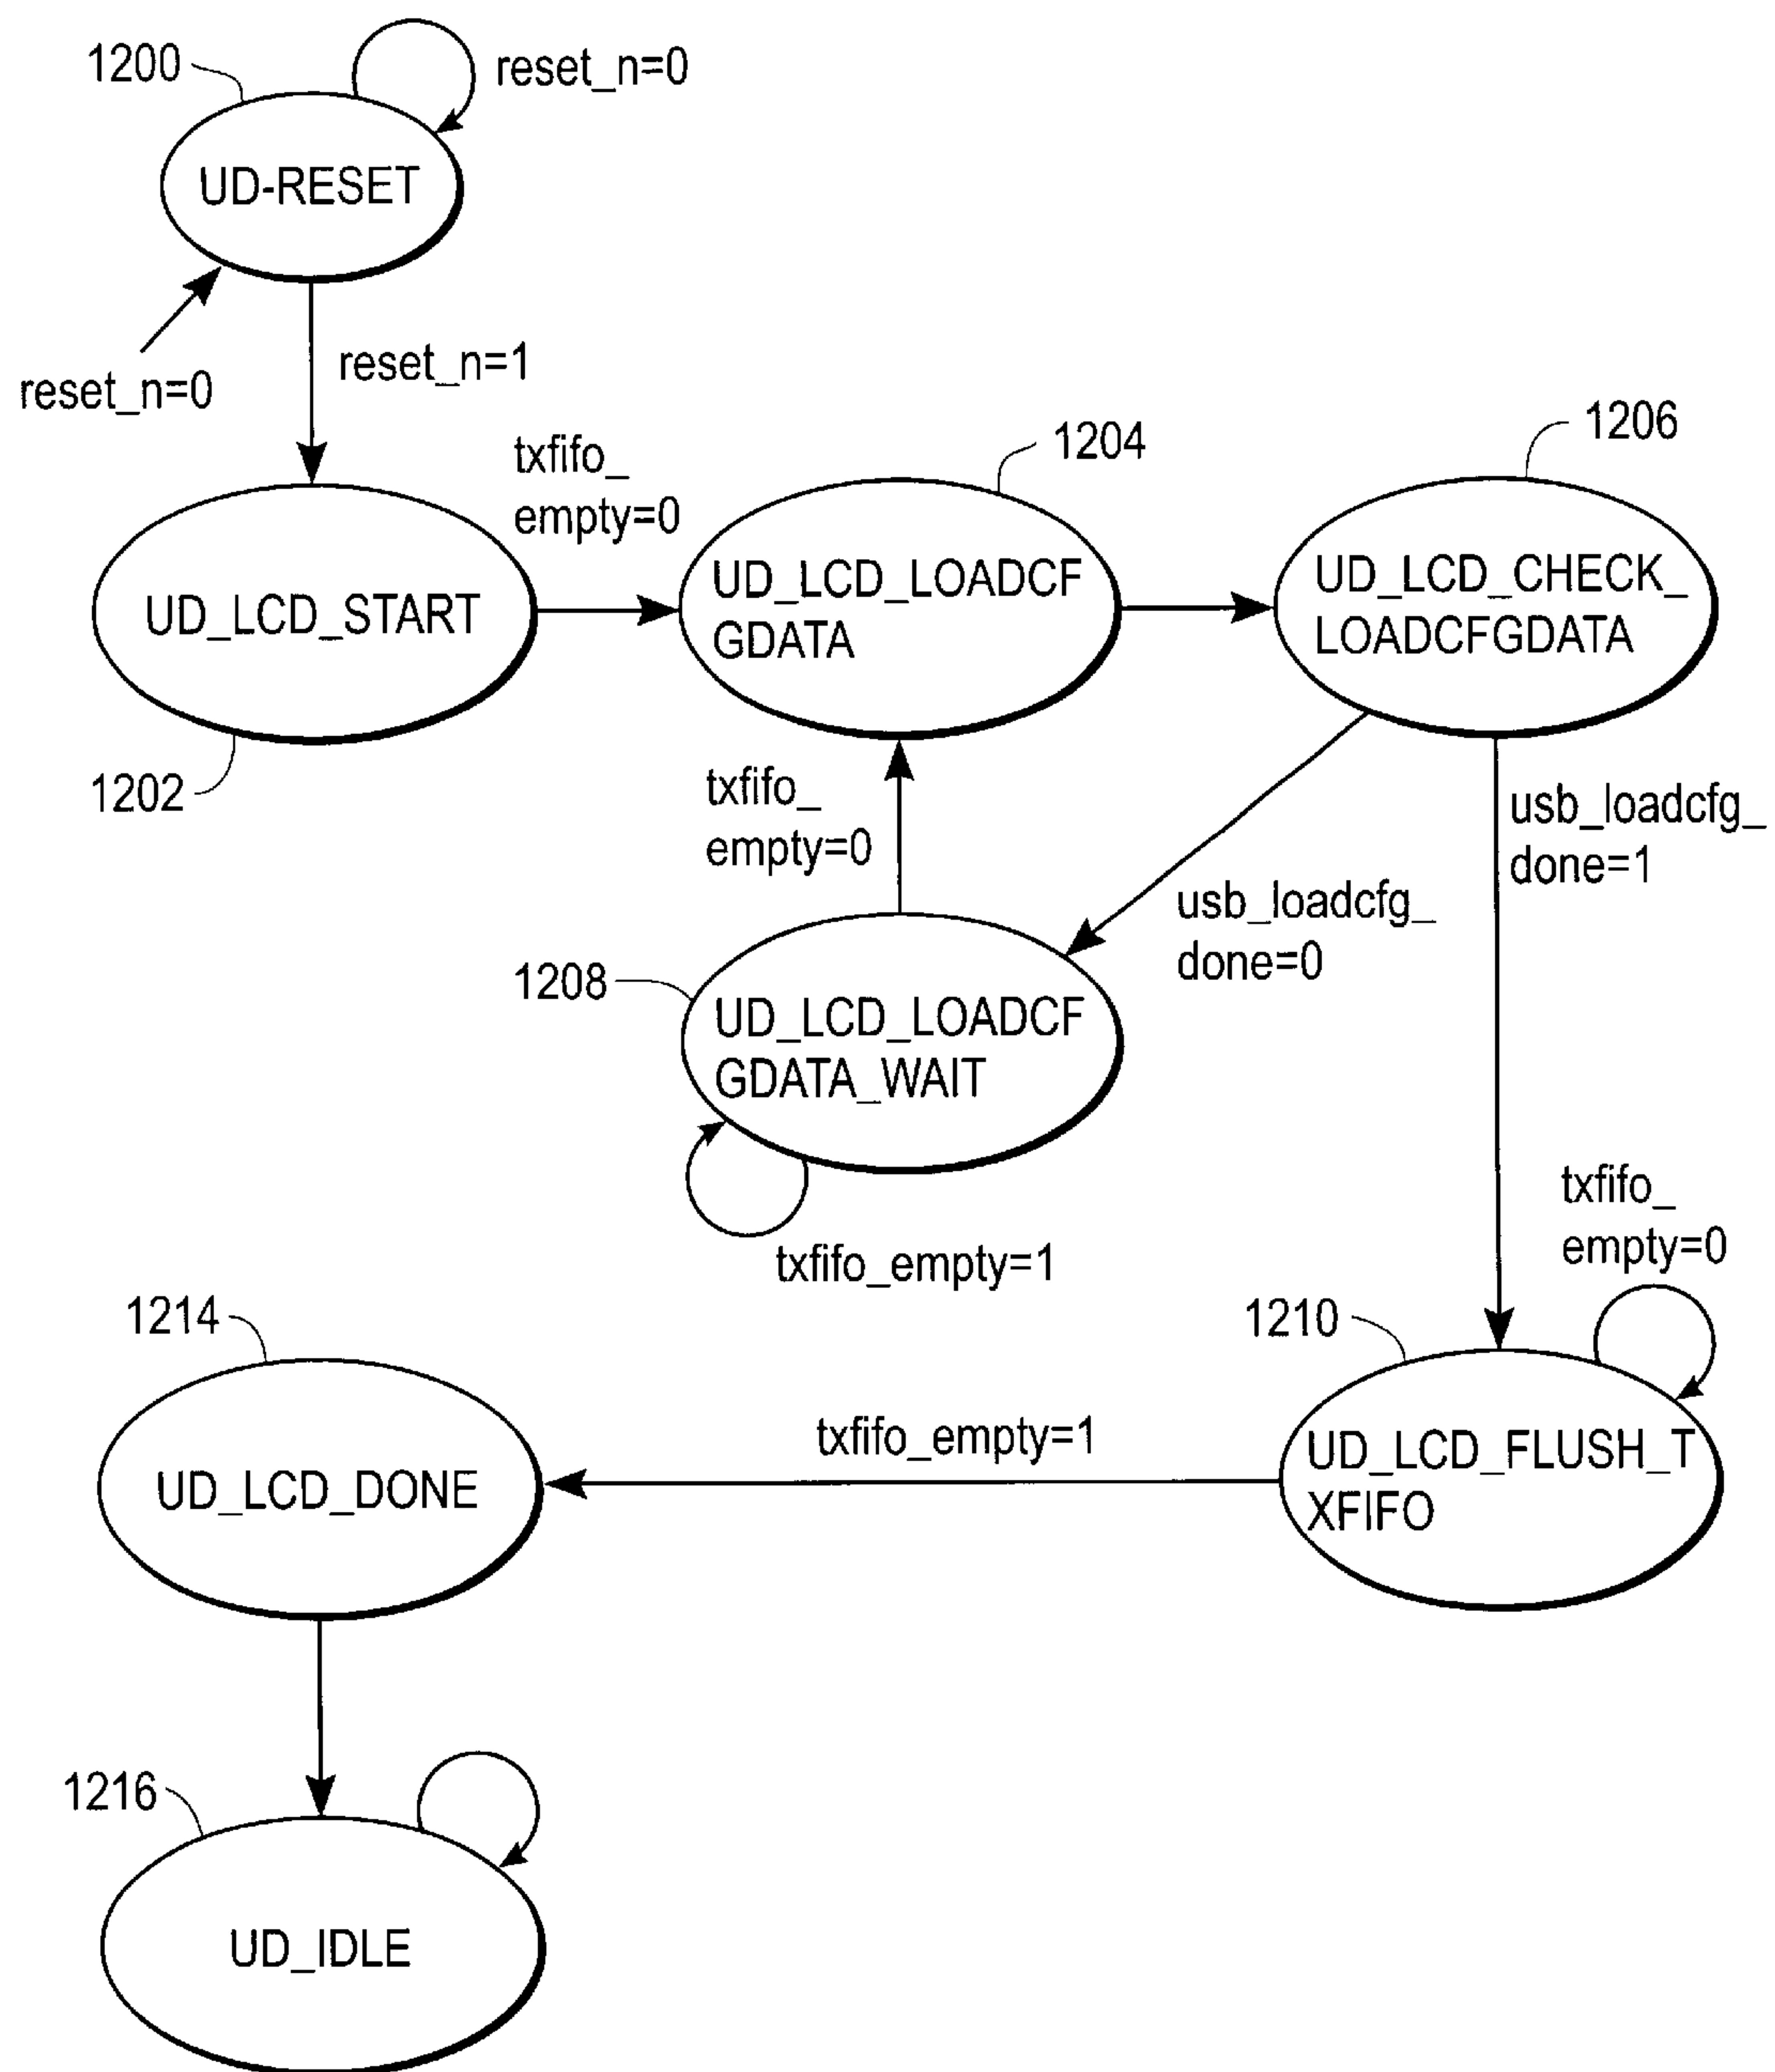 1200
reset_n=0
UD-RESET
reset_n=0
reset_n=1
txfifo_
empty=0
1204
1206
UD_LCD_START
UD_LCD_LOADCF
GDATA
UD_LCD_CHECK_
LOADCFGDATA
1202
txfifo_
empty=0
usb_loadcfg_
done=1
usb_loadcfg_
done=0
1208
UD_LCD_LOADCF
GDATA_WAIT
txfifo_empty=1
txfifo_
empty=0
1214
1210
txfifo_empty=1
UD_LCD_DONE
UD_LCD_FLUSH_T
XFIFO
1216
UD_IDLE